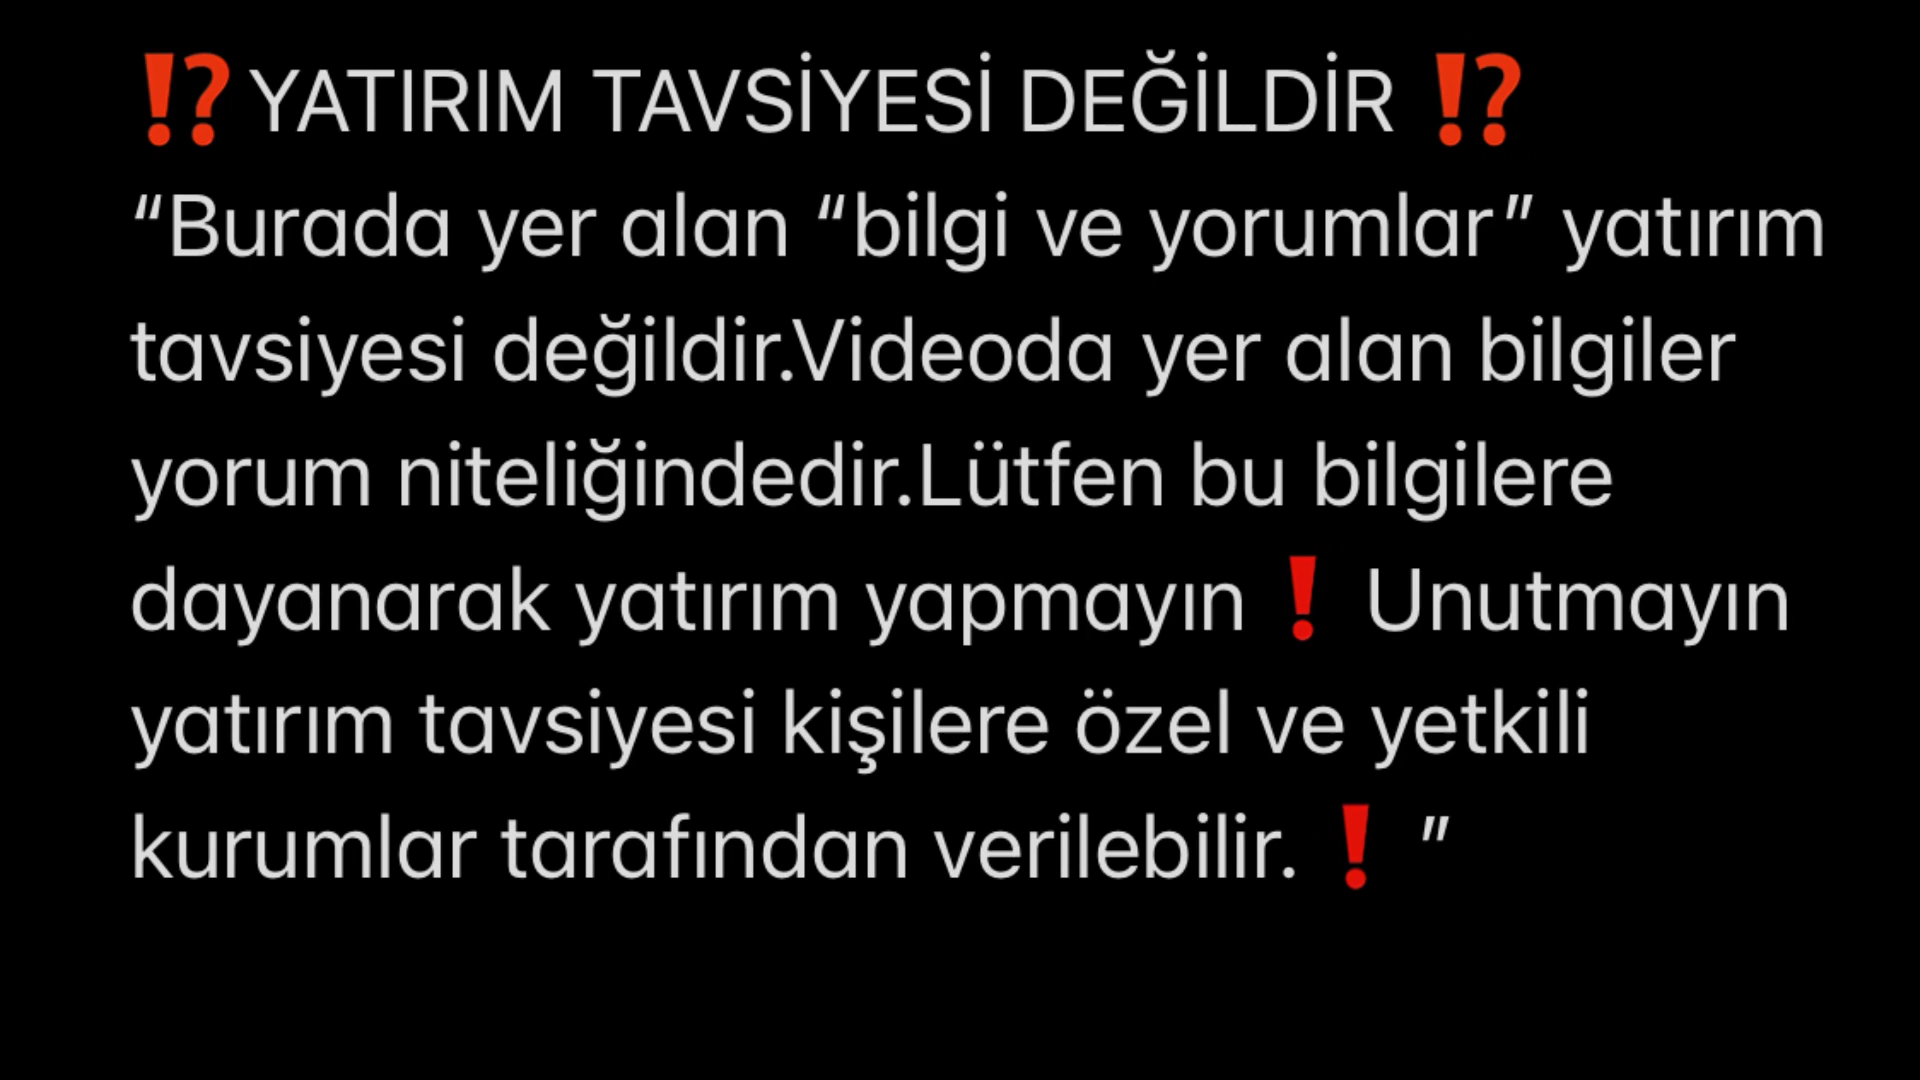 ⁉️YATIRIM TAVSİYESİ DEĞİLDİR ⁉️
“Burada yer alan “bilgi ve yorumlar” yatırım
tavsiyesi değildir.Videoda yer alan bilgiler
yorum niteliğindedir.Lütfen bu bilgilere
dayanarak yatırım yapmayın❗ Unutmayın
yatırım tavsiyesi kişilere özel ve yetkili
kurumlar tarafından verilebilir. ❗ ”